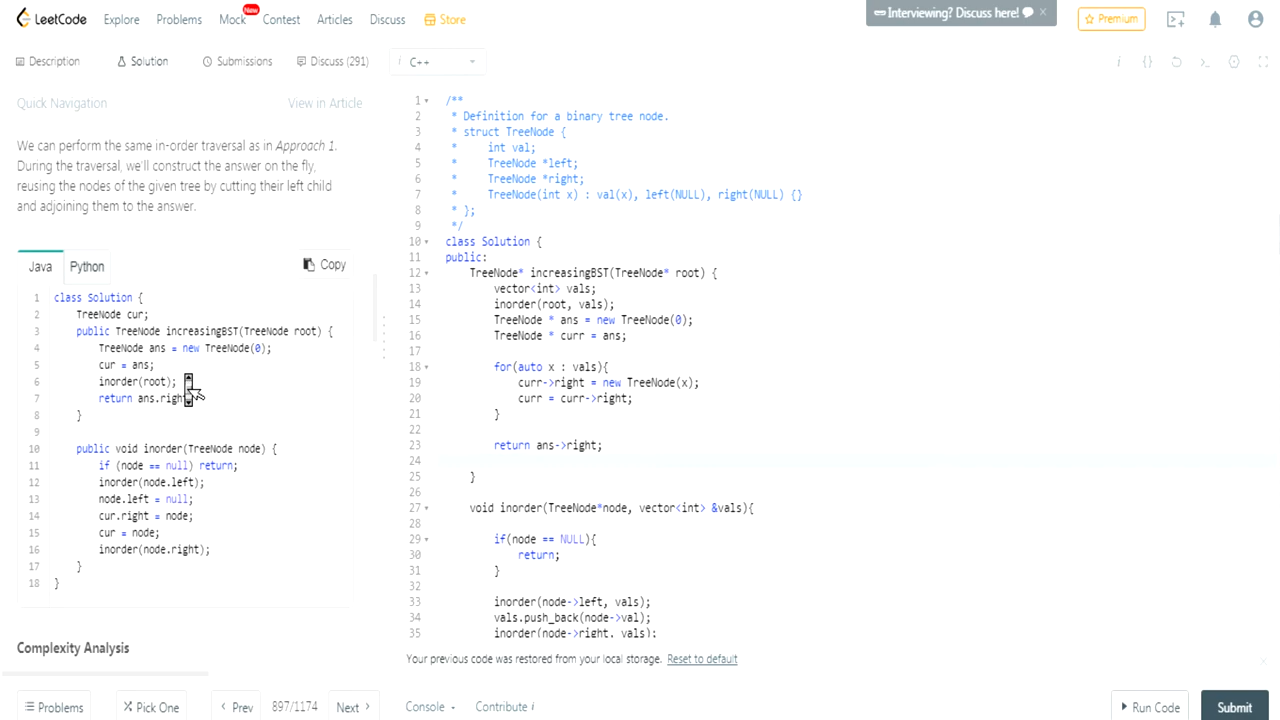 LeetCode Explore Problems Mock New Contest Articles Discuss Store
Interviewing? Discuss here! ×
Premium
Description Solution Submissions Discuss (291)
i C++
Quick Navigation View in Article
We can perform the same in-order traversal as in Approach 1.
During the traversal, we'll construct the answer on the fly,
reusing the nodes of the given tree by cutting their left child
and adjoining them to the answer.
Java Python Copy
1 class Solution {
2 TreeNode cur;
3 public TreeNode increasingBST(TreeNode root) {
4 TreeNode ans = new TreeNode(0);
5 cur = ans;
6 inorder(root);
7 return ans.right
8 }
9
10 public void inorder(TreeNode node) {
11 if (node == null) return;
12 inorder(node.left);
13 node.left = null;
14 cur.right = node;
15 cur = node;
16 inorder(node.right);
17 }
18 }
Complexity Analysis
1 /**
2 * Definition for a binary tree node.
3 * struct TreeNode {
4 * int val;
5 * TreeNode *left;
6 * TreeNode *right;
7 * TreeNode(int x) : val(x), left(NULL), right(NULL) {}
8 * };
9 */
10 class Solution {
11 public:
12 TreeNode* increasingBST(TreeNode* root) {
13 vector<int> vals;
14 inorder(root, vals);
15 TreeNode * ans = new TreeNode(0);
16 TreeNode * curr = ans;
17
18 for(auto x : vals){
19 curr->right = new TreeNode(x);
20 curr = curr->right;
21 }
22
23 return ans->right;
24
25 }
26
27 void inorder(TreeNode*node, vector<int> &vals){
28
29 if(node == NULL){
30 return;
31 }
32
33 inorder(node->left, vals);
34 vals.push_back(node->val);
35 inorder(node->right, vals);
Your previous code was restored from your local storage. Reset to default
Problems Pick One Prev 897/1174 Next Console Contribute i Run Code Submit